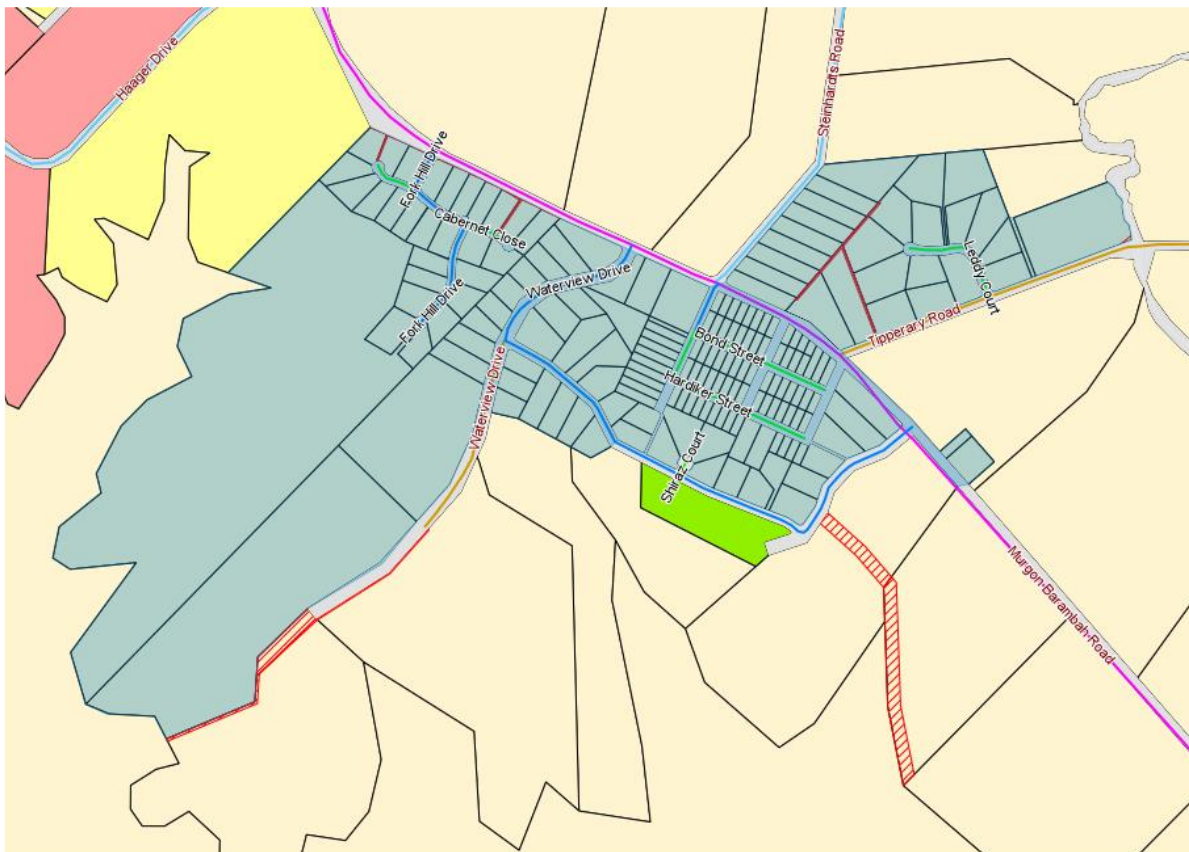 Haager Drive
Steinhardts Road
Fork Hill Drive
Cabernet Close
Waterview Drive
Leddy Court
Fork Hill Drive
Tipperary Road
Bond Street
Waterview Drive
Hardiker Street
Shiraz Court
Murgon-Barambah-Road